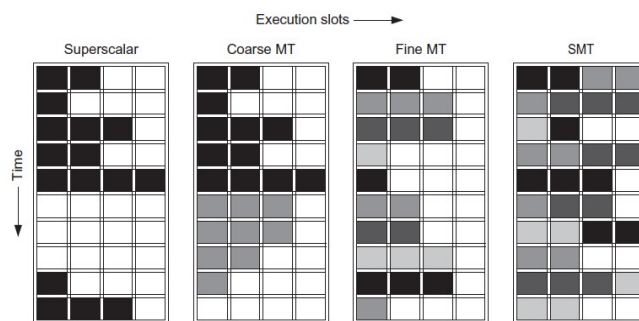 Execution slots
Superscalar
Coarse MT
Fine MT
SMT
Time